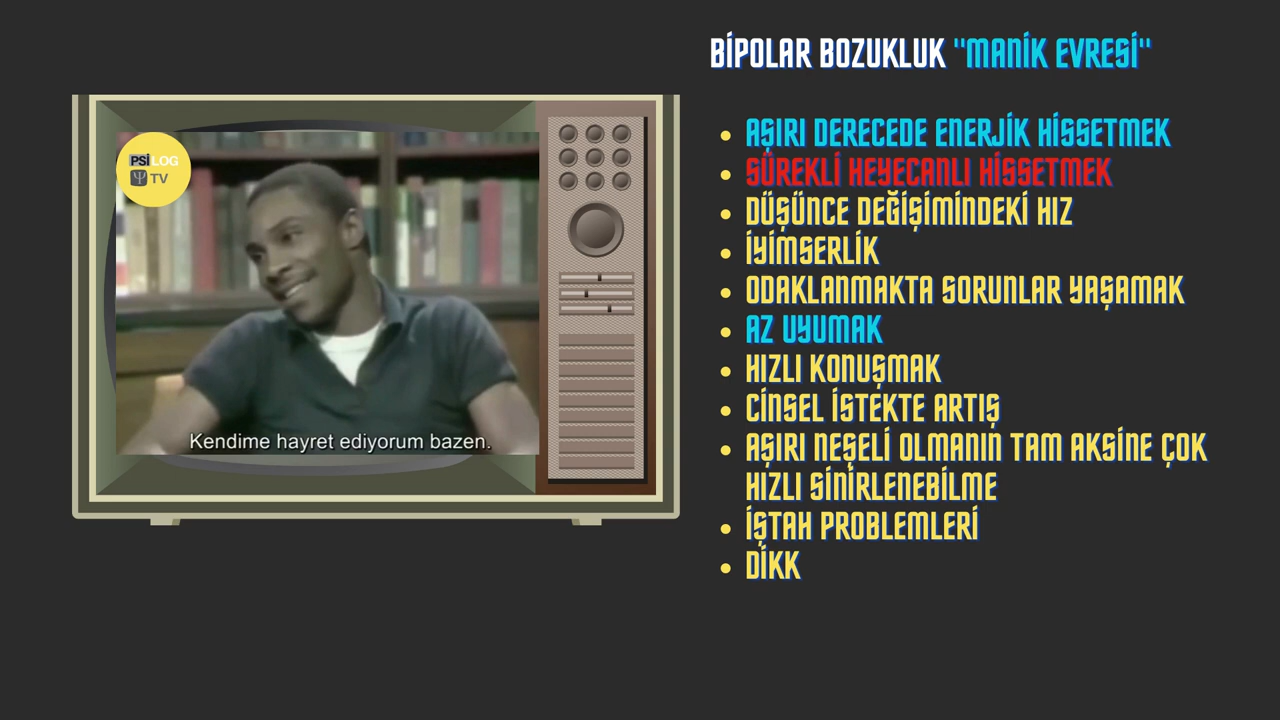 BİPOLAR BOZUKLUK "MANİK EVRESİ"
PSİLOG
TV
Kendime hayret ediyorum bazen.
AŞIRI DERECEDE ENERJİK HİSSETMEK
SÜREKLİ HEYECANLI HİSSETMEK
DÜŞÜNCE DEĞİŞİMİNDEKİ HIZ
İYİMSERLİK
ODAKLANMAKTA SORUNLAR YAŞAMAK
AZ UYUMAK
HIZLI KONUŞMAK
CİNSEL İSTEKTE ARTIŞ
AŞIRI NEŞELİ OLMANIN TAM AKSİNE ÇOK
HIZLI SİNİRLENEBİLME
İŞTAH PROBLEMLERİ
DİKK